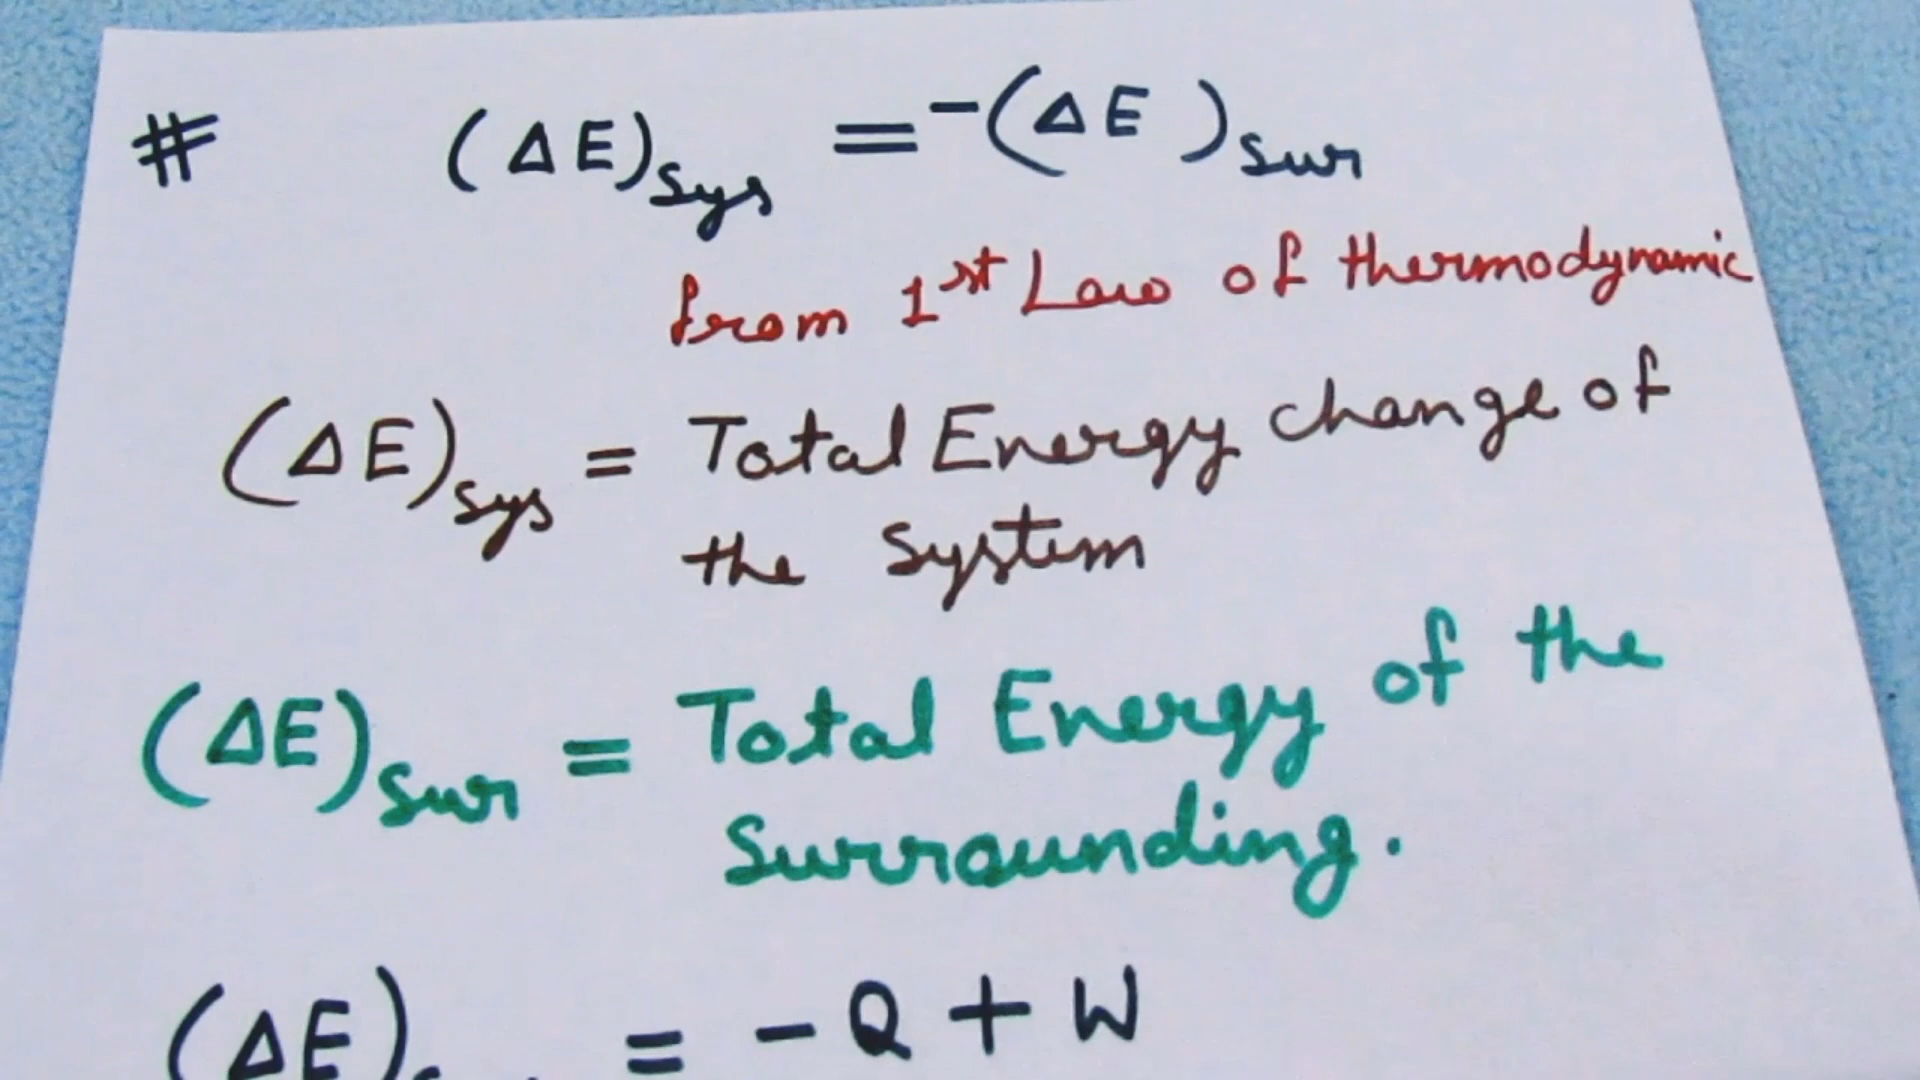 # (ΔE)sys = -(ΔE)sur
from 1st Law of thermodynamic
(ΔE)sys = Total Energy change of
the System
(ΔE)sur = Total Energy of the
Surrounding.
(ΔE) = - Q + W